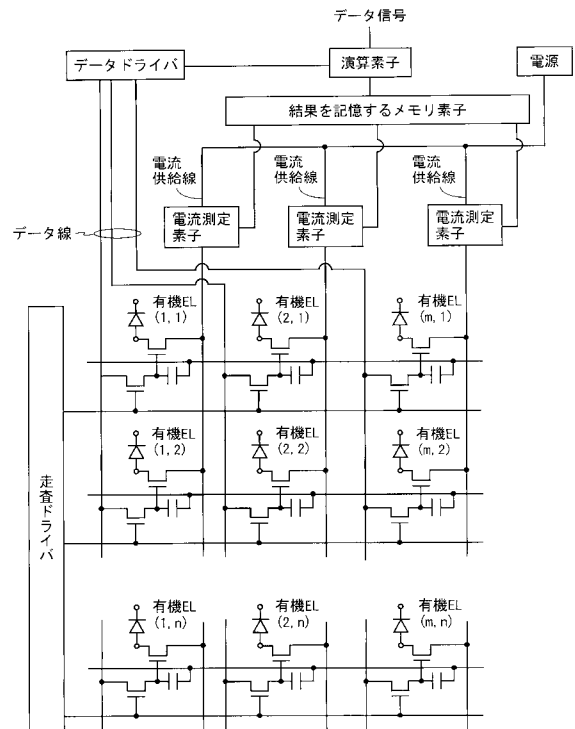 データ信号
データドライバ
演算素子
電源
結果を記憶するメモリ素子
電流
供給線
電流
供給線
電流
供給線
電流測定
素子
電流測定
素子
電流測定
素子
データ線
有機EL
(1, 1)
有機EL
(2, 1)
有機EL
(m, 1)
有機EL
(1, 2)
有機EL
(2, 2)
有機EL
(m, 2)
走査ドライバ
有機EL
(1, n)
有機EL
(2, n)
有機EL
(m, n)